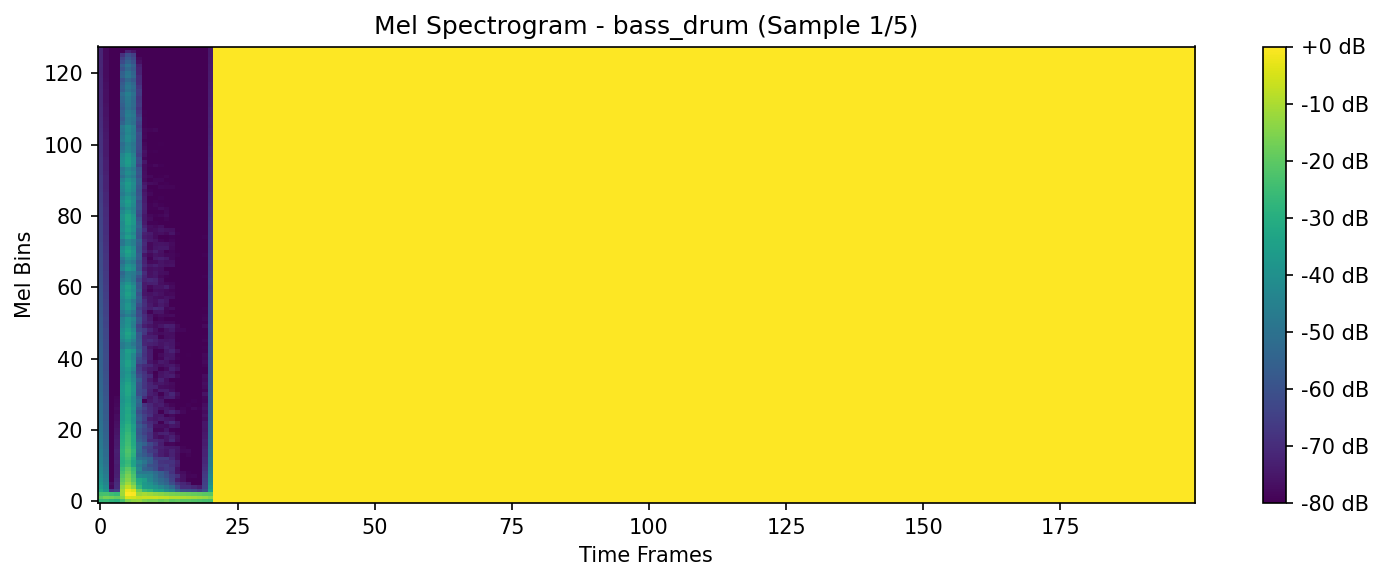 Mel Spectrogram - bass_drum (Sample 1/5)
Mel Bins
120
100
80
60
40
20
0
0 25 50 75 100 125 150 175
Time Frames
+0 dB
-10 dB
-20 dB
-30 dB
-40 dB
-50 dB
-60 dB
-70 dB
-80 dB